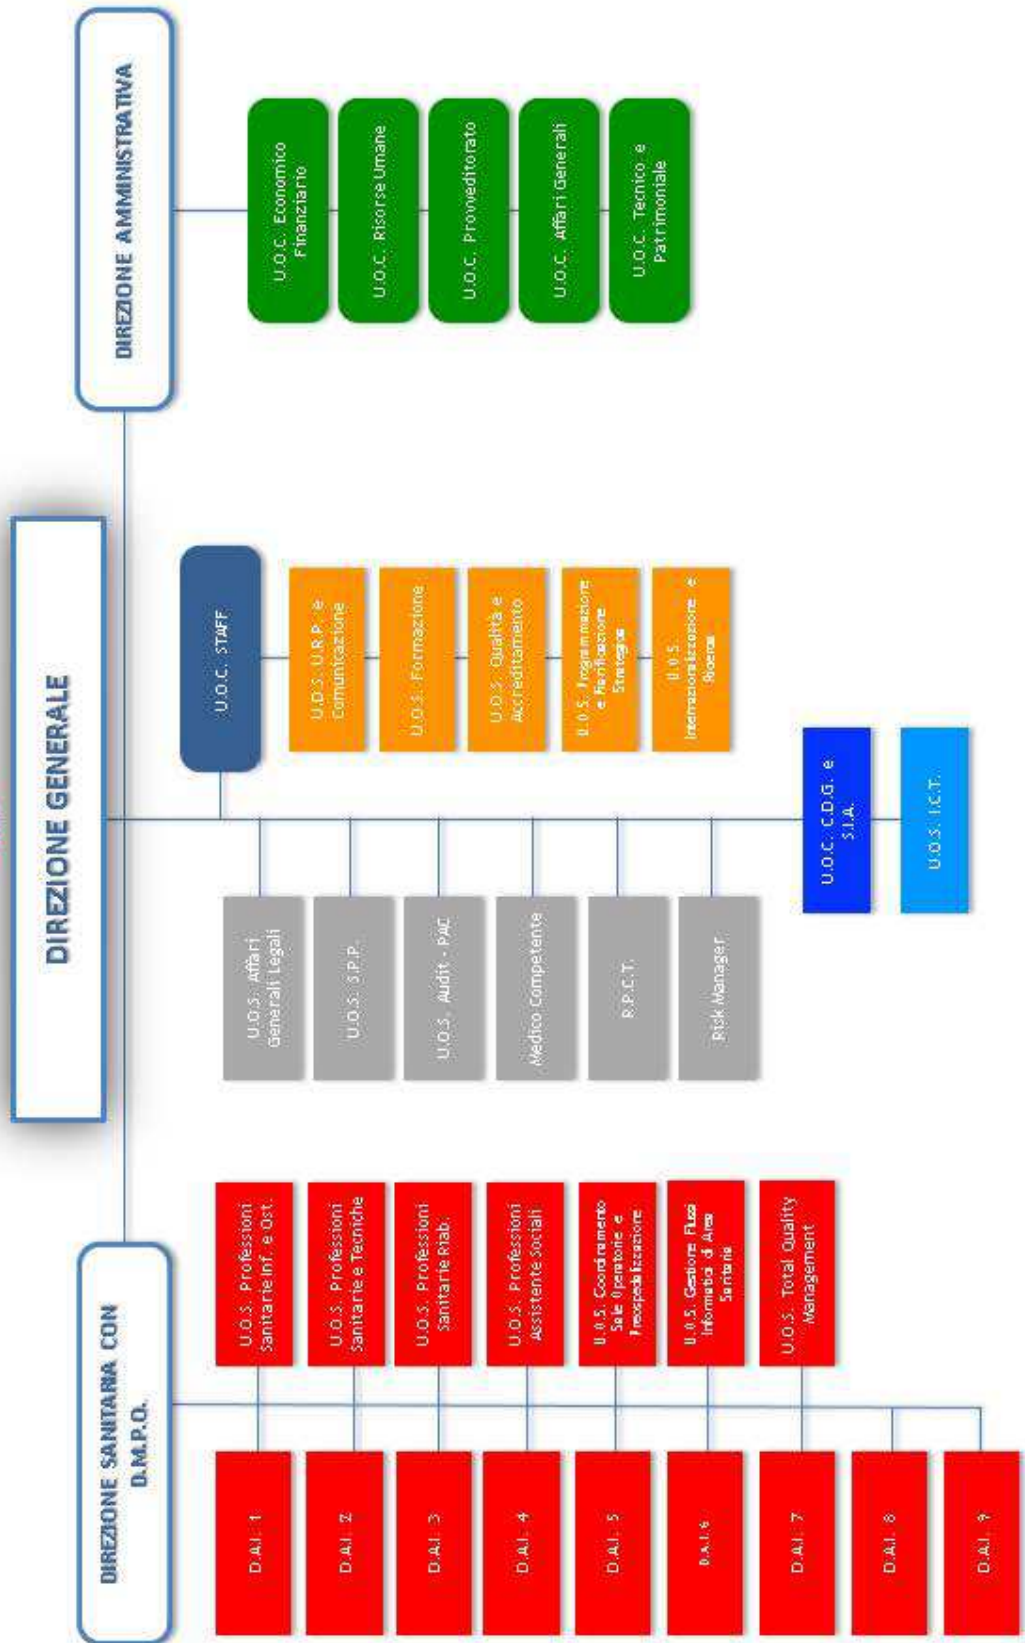 DIREZIONE GENERALE
DIREZIONE SANITARIA CON
D.M.P.O.
DIREZIONE AMMINISTRATIVA
D.A.I. 1
D.A.I. 2
D.A.I. 3
D.A.I. 4
D.A.I. 5
D.A.I. 6
D.A.I. 7
D.A.I. 8
D.A.I. 9
U.O.S. Professioni
Sanitarie Inf. e Ost.
U.O.S. Professioni
Sanitarie e Tecniche
U.O.S. Professioni
Sanitarie Riab.
U.O.S. Professioni
Assistente Sociali
U.O.S. Coordinamento
Sale Operatorie e
Preospedalizzazione
U.O.S. Gestione Flussi
Informatici di Area
Sanitaria
U.O.S. Total Quality
Management
U.O.S. Affari
Generali Legali
U.O.S. S.P.P.
U.O.S. Audit - PAC
Medico Competente
R.P.C.T.
Risk Manager
U.O.C. STAFF
U.O.S. U.R.P. e
Comunicazione
U.O.S. Formazione
U.O.S. Qualità e
Accreditamento
U.O.S. Programmazione
e Pianificazione
Strategica
U.O.S.
Internazionalizzazione e
Ricerca
U.O.C. C.D.G. e
S.I.A.
U.O.S. I.C.T.
U.O.C. Economico
Finanziario
U.O.C. Risorse Umane
U.O.C. Provveditorato
U.O.C. Affari Generali
U.O.C. Tecnico e
Patrimoniale